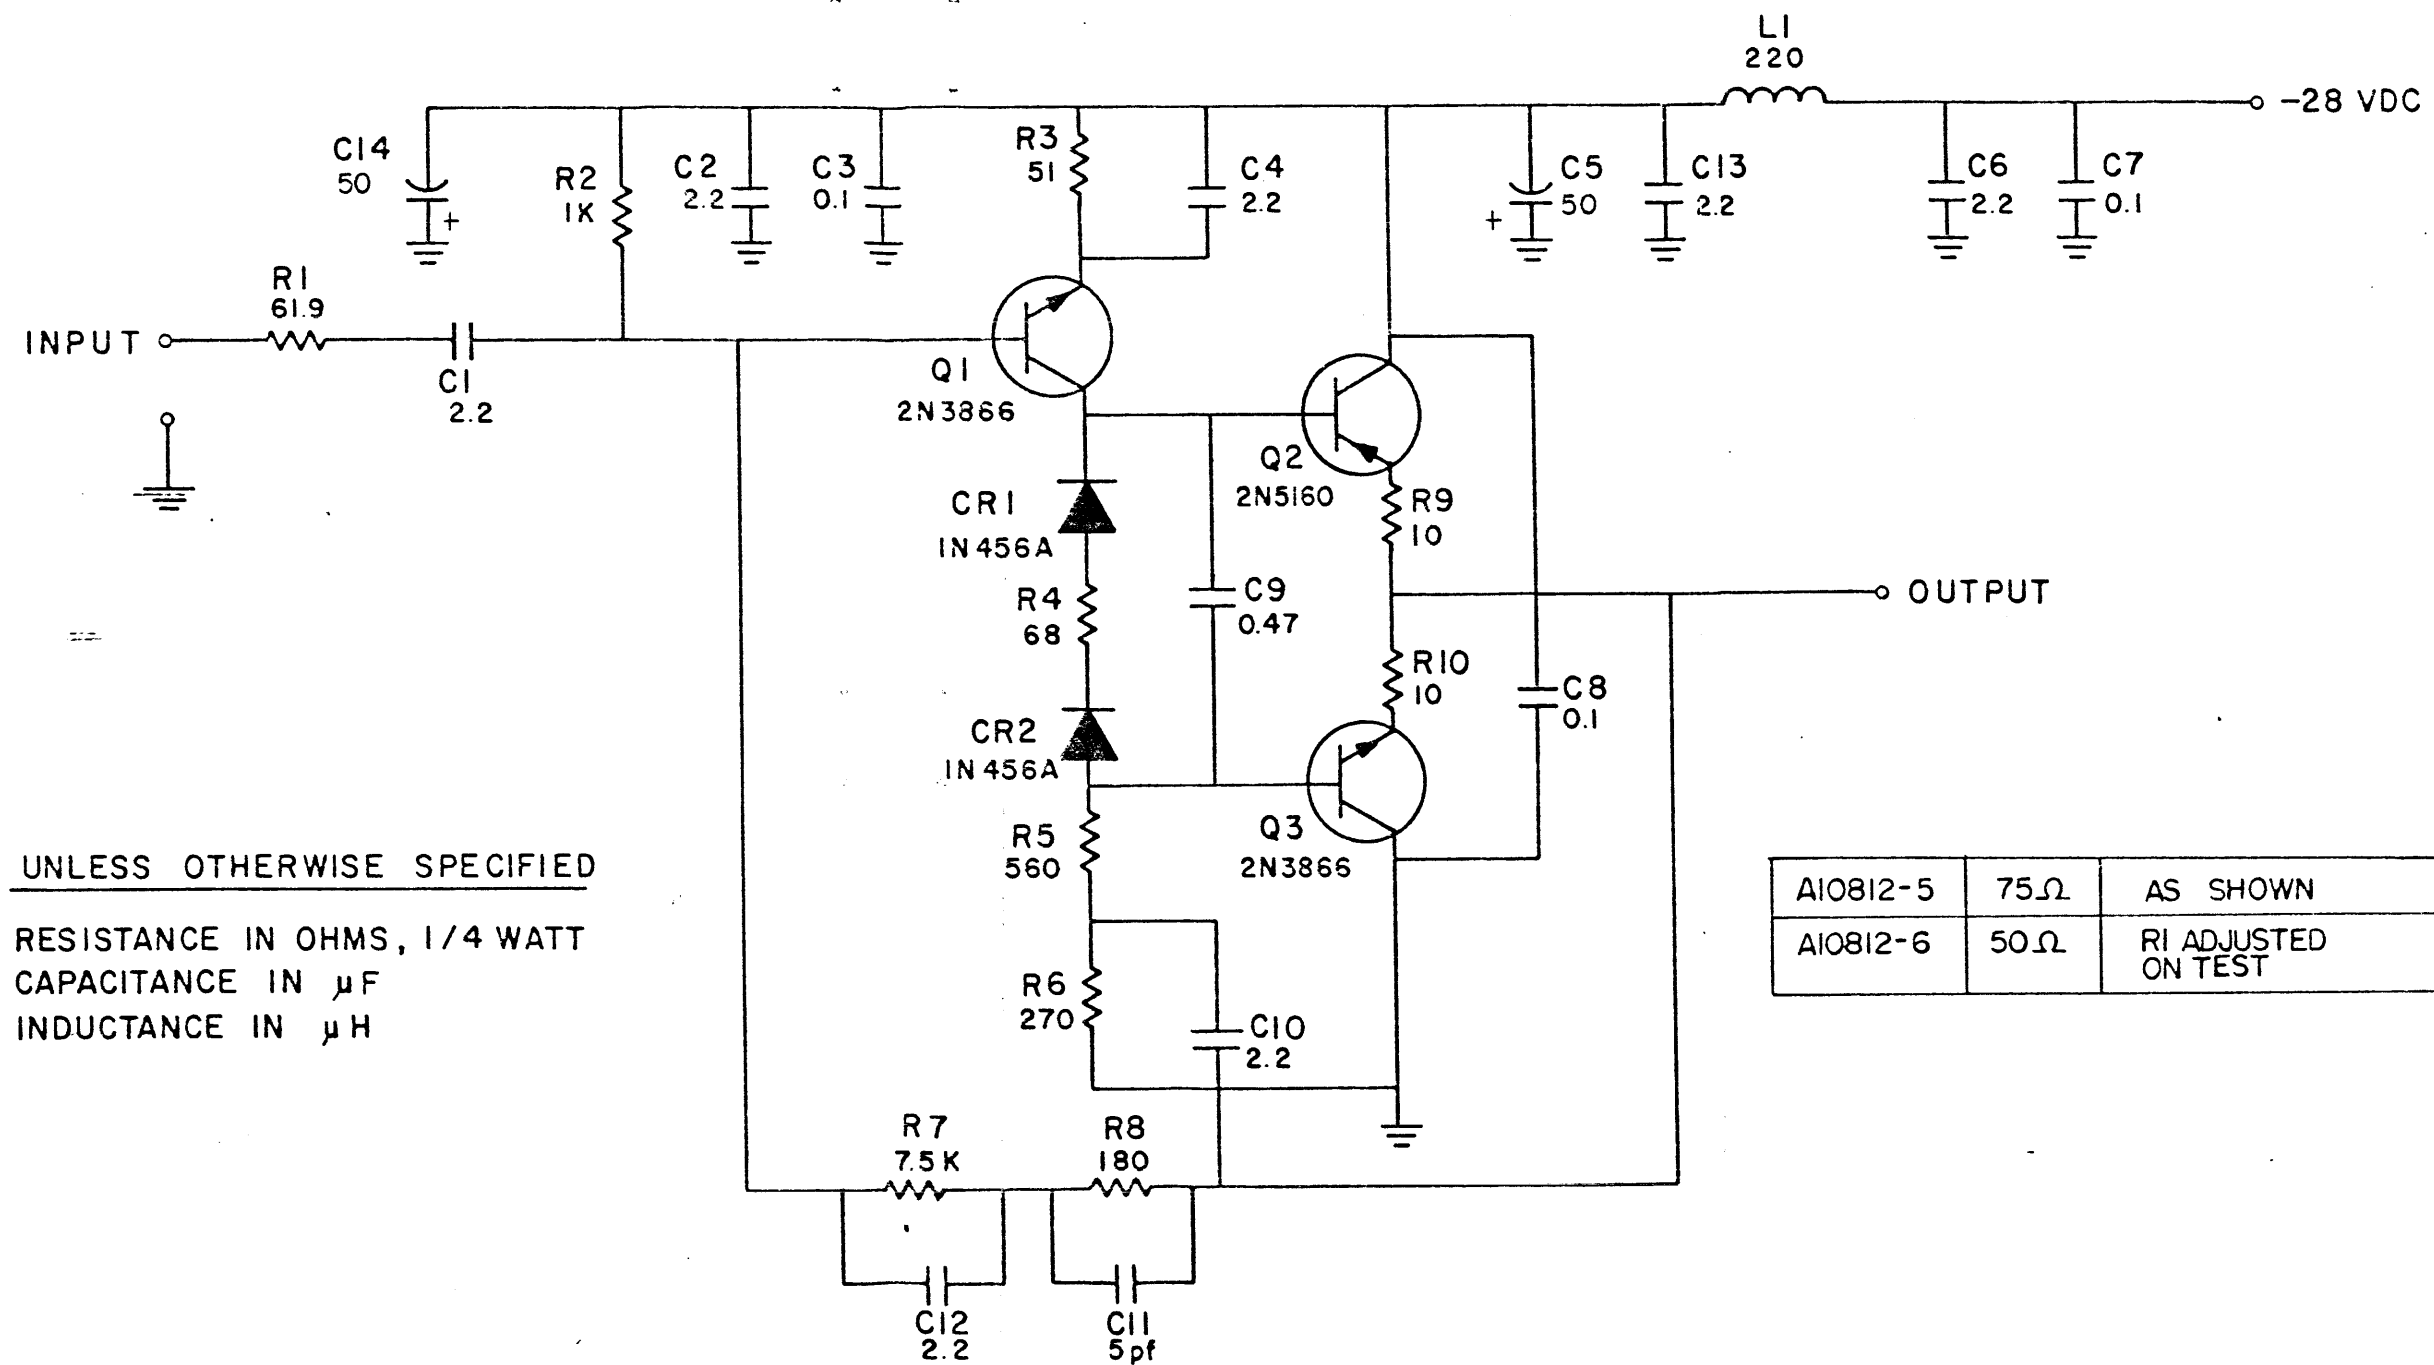 L1
220
-28 VDC
C14
50
+
R2
1K
C2
2.2
C3
0.1
R3
51
C4
2.2
C5
50
+
C13
2.2
C6
2.2
C7
0.1
R1
61.9
INPUT
C1
2.2
Q1
2N3866
Q2
2N5160
R9
10
CR1
1N456A
R4
68
C9
0.47
OUTPUT
R10
10
C8
0.1
CR2
1N456A
R5
560
Q3
2N3866
UNLESS OTHERWISE SPECIFIED
RESISTANCE IN OHMS, 1/4 WATT
CAPACITANCE IN μF
INDUCTANCE IN μH
A10812-5 75Ω AS SHOWN
A10812-6 50Ω R1 ADJUSTED
ON TEST
R6
270
C10
2.2
R7
7.5K
R8
180
C12
2.2
C11
5pf